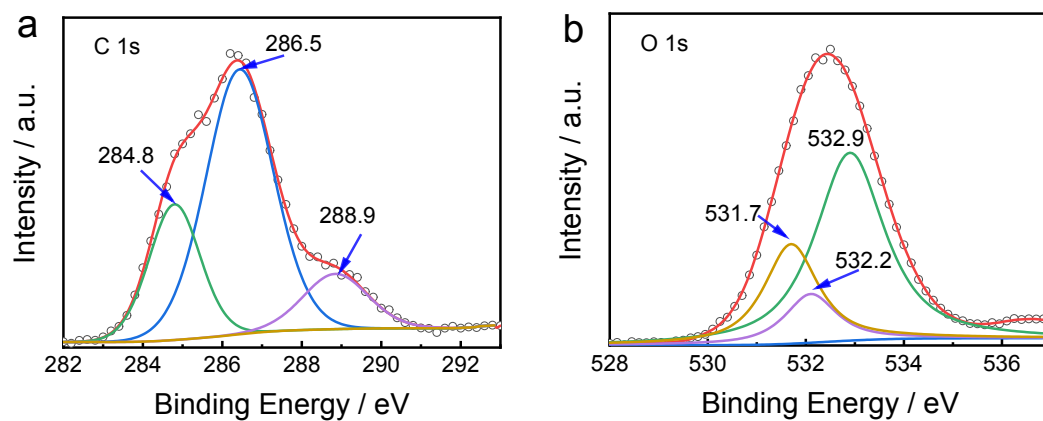 a
C 1s
286.5
284.8
288.9
Intensity / a.u.
282 284 286 288 290 292
Binding Energy / eV
b
O 1s
532.9
531.7
532.2
Intensity / a.u.
528 530 532 534 536
Binding Energy / eV